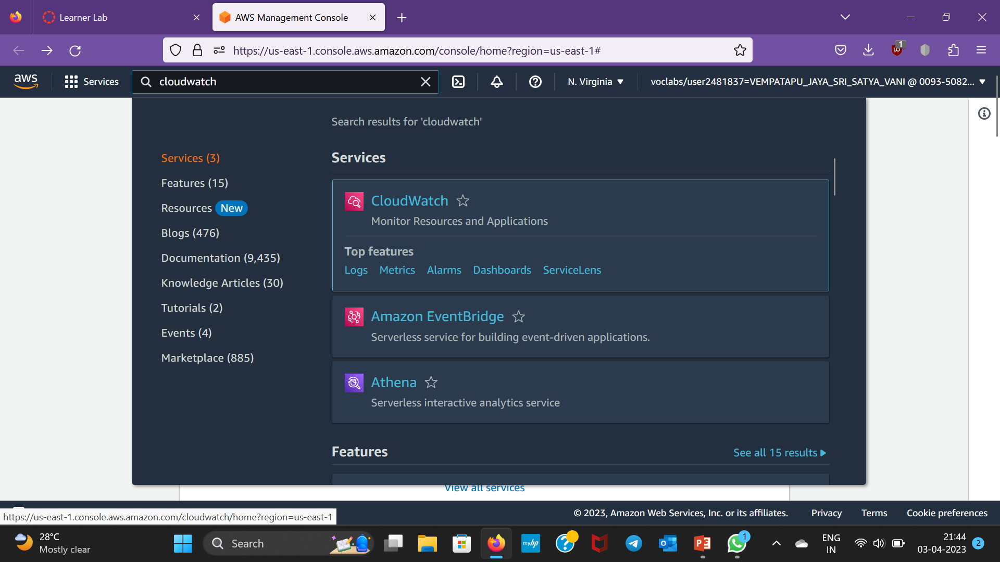 Learner Lab
AWS Management Console
https://us-east-1.console.aws.amazon.com/console/home?region=us-east-1#
1
aws
Services
cloudwatch
N. Virginia
voclabs/user2481837=VEMPATAPU_JAYA_SRI_SATYA_VANI @ 0093-5082...
Search results for 'cloudwatch'
Services (3)
Features (15)
Resources New
Blogs (476)
Documentation (9,435)
Knowledge Articles (30)
Tutorials (2)
Events (4)
Marketplace (885)
Services
CloudWatch
Monitor Resources and Applications
Top features
Logs Metrics Alarms Dashboards ServiceLens
Amazon EventBridge
Serverless service for building event-driven applications.
Athena
Serverless interactive analytics service
Features
See all 15 results
View all services
https://us-east-1.console.aws.amazon.com/cloudwatch/home?region=us-east-1
© 2023, Amazon Web Services, Inc. or its affiliates.
Privacy
Terms
Cookie preferences
28°C
Mostly clear
Search
myhp
1
ENG
IN
21:44
03-04-2023
2